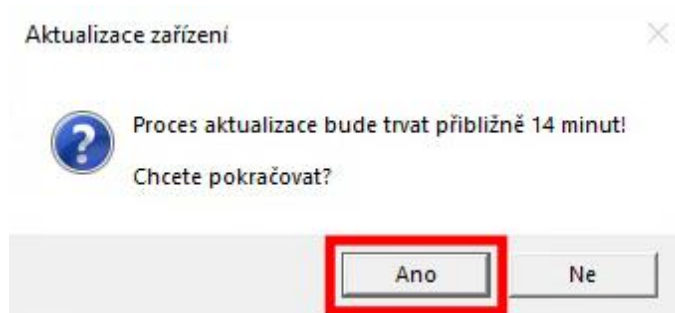 Aktualizace zařízení
Proces aktualizace bude trvat přibližně 14 minut!
Chcete pokračovat?
Ano
Ne